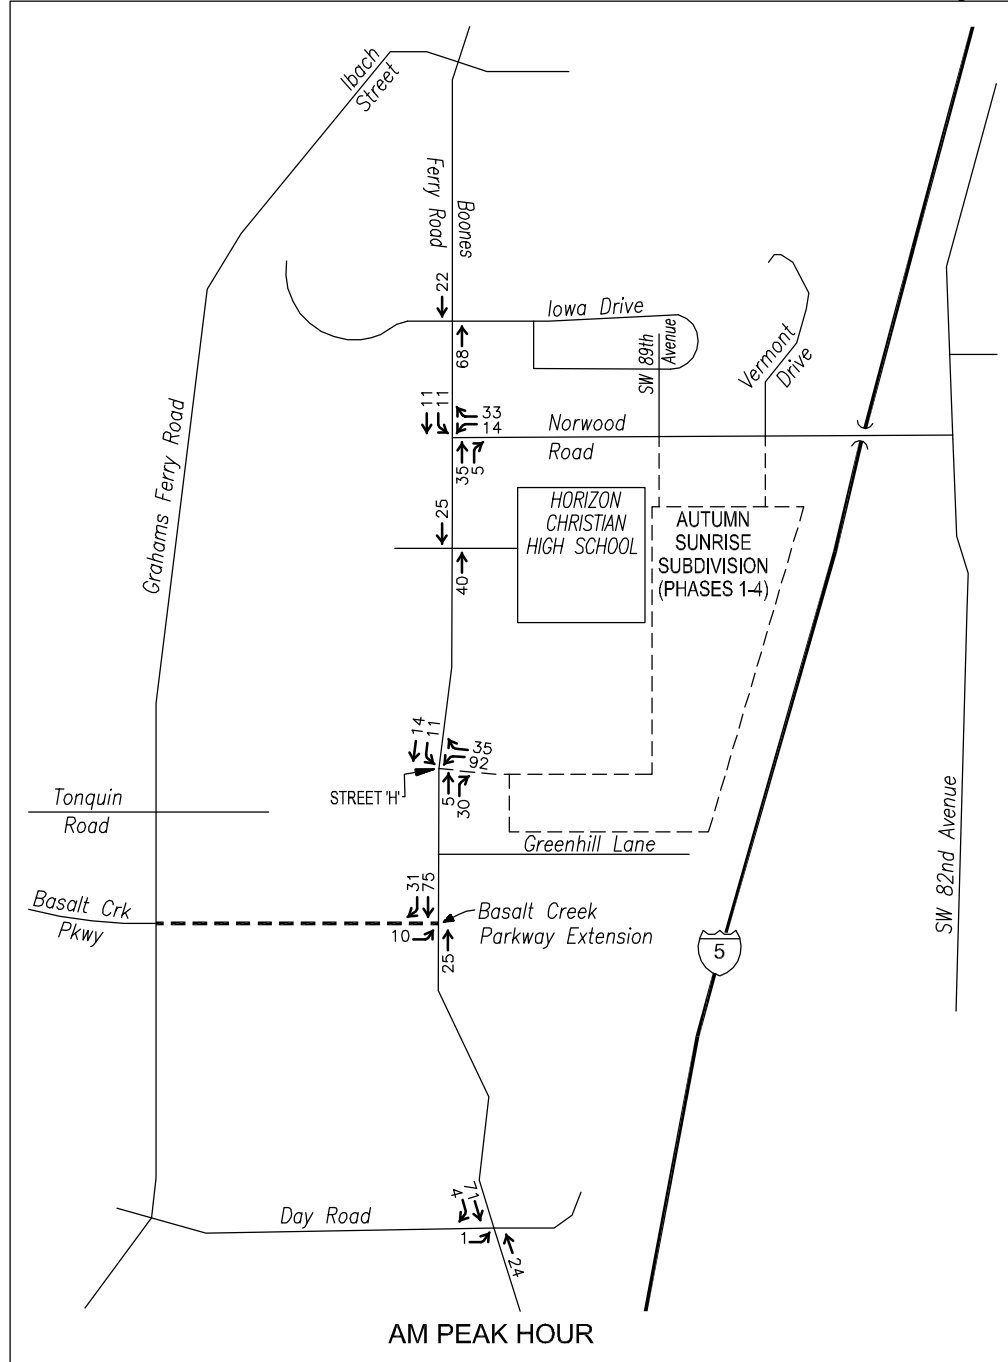 Ibach
Street
Boones
Ferry Road
22
68
Iowa Drive
SW 89th
Avenue
Vermont
Drive
11
11
33
14
35
5
Norwood
Road
Grahams Ferry Road
25
40
HORIZON
CHRISTIAN
HIGH SCHOOL
AUTUMN
SUNRISE
SUBDIVISION
(PHASES 1-4)
14
11
35
92
STREET 'H'
5
30
Tonquin
Road
Greenhill Lane
SW 82nd Avenue
31
75
Basalt Crk
Pkwy
10
25
Basalt Creek
Parkway Extension
5
4
71
Day Road
1
24
AM PEAK HOUR